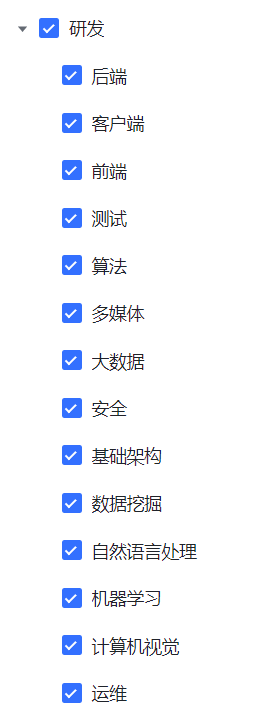 研发
后端
客户端
前端
测试
算法
多媒体
大数据
安全
基础架构
数据挖掘
自然语言处理
机器学习
计算机视觉
运维